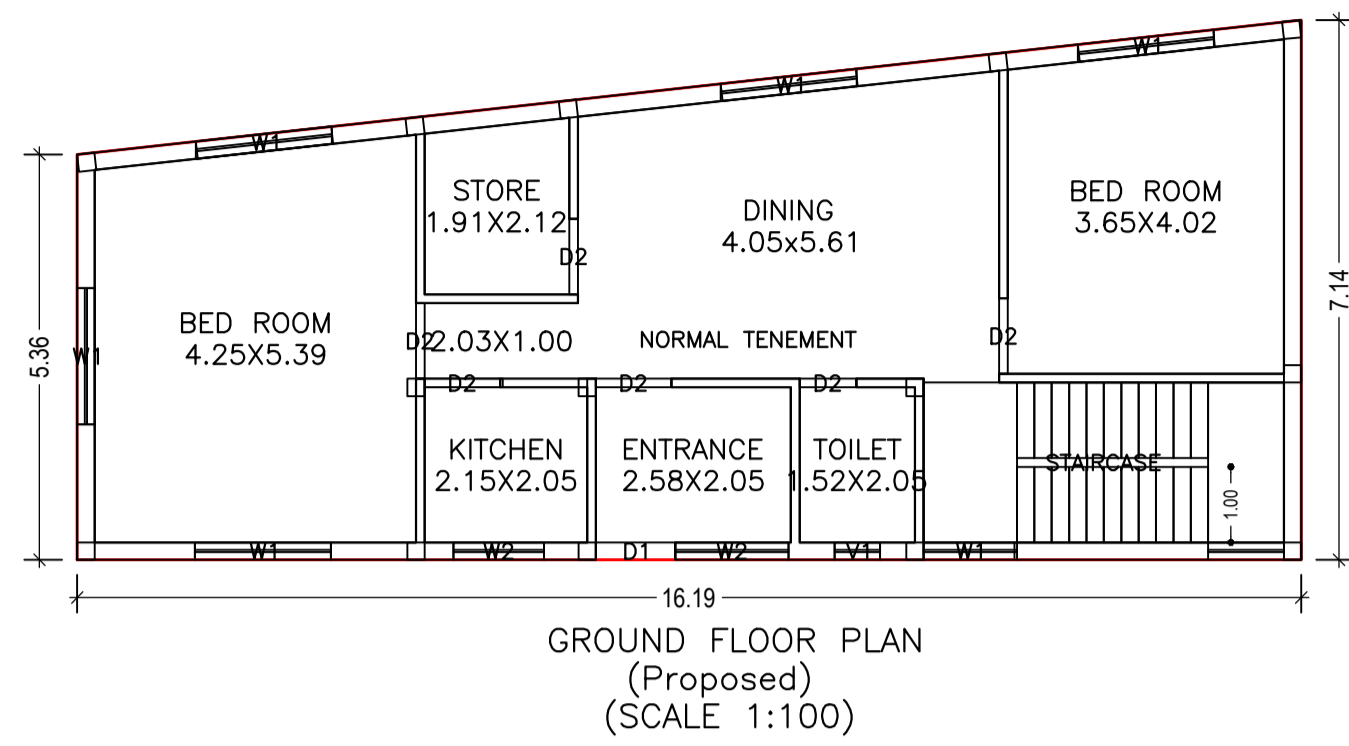 W1
W1
W1
STORE
1.91X2.12
BED ROOM
3.65X4.02
DINING
4.05x5.61
D2
7.14
BED ROOM
4.25X5.39
5.36
W1
D2
2.03X1.00
NORMAL TENEMENT
D2
D2
D2
D2
KITCHEN
2.15X2.05
ENTRANCE
2.58X2.05
TOILET
1.52X2.05
STAIRCASE
1.00
W1
W2
D1
W2
V1
W1
16.19
GROUND FLOOR PLAN
(Proposed)
(SCALE 1:100)